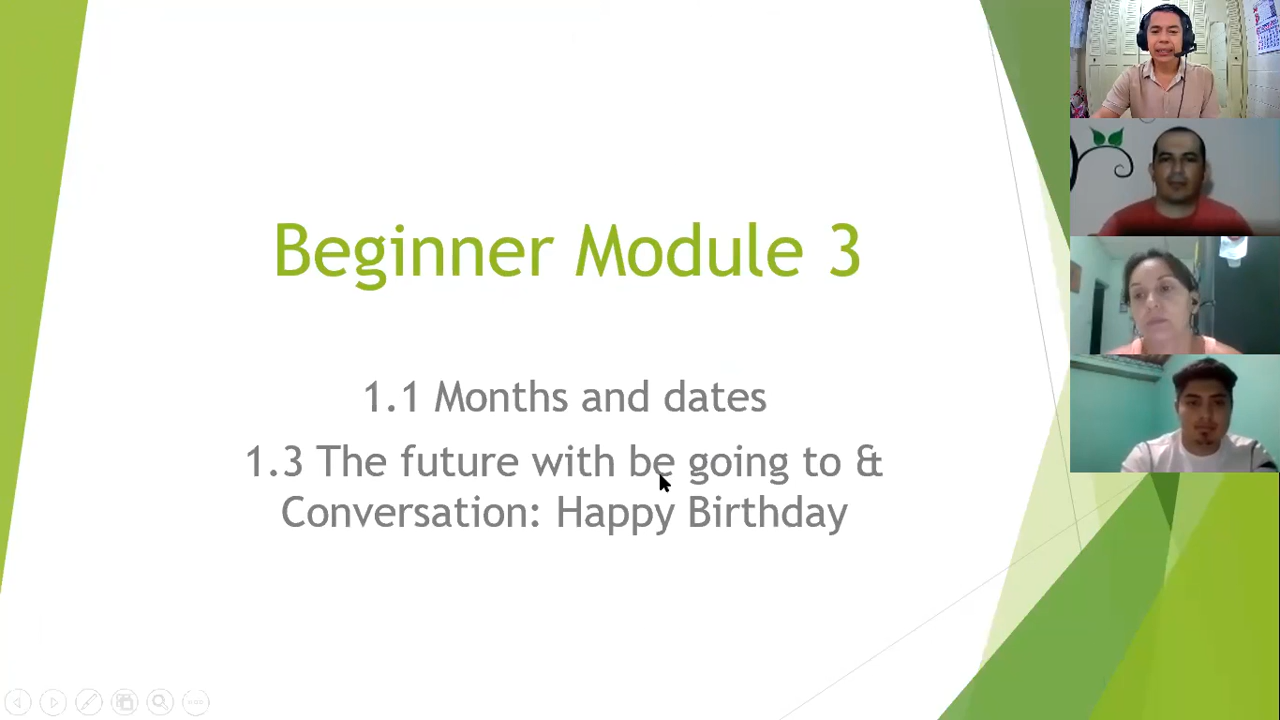 Beginner Module 3
1.1 Months and dates
1.3 The future with be going to &
Conversation: Happy Birthday